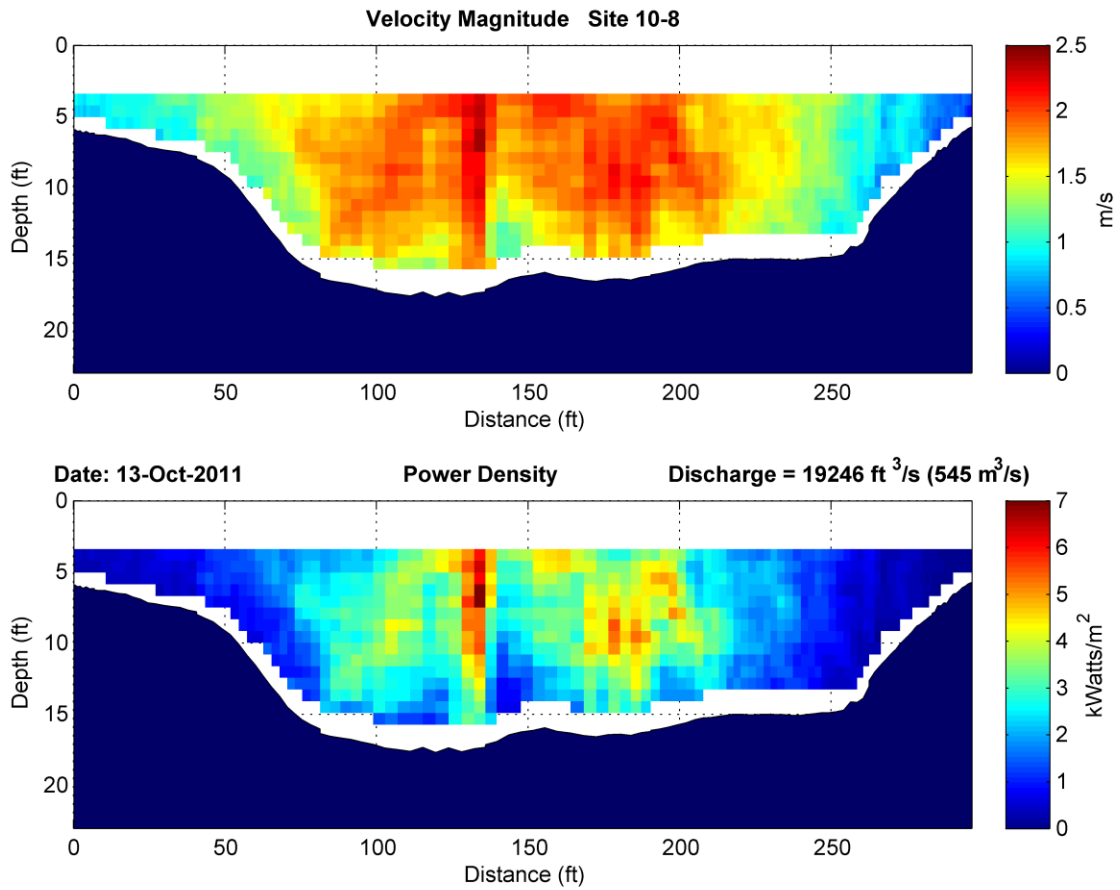 Velocity Magnitude   Site 10-8
0
5
10
15
20
Depth (ft)
0 50 100 150 200 250
Distance (ft)
2.5
2
1.5
1
0.5
0
m/s
Date: 13-Oct-2011 Power Density Discharge = 19246 ft ³/s (545 m³/s)
0
5
10
15
20
Depth (ft)
0 50 100 150 200 250
Distance (ft)
7
6
5
4
3
2
1
0
kWatts/m²